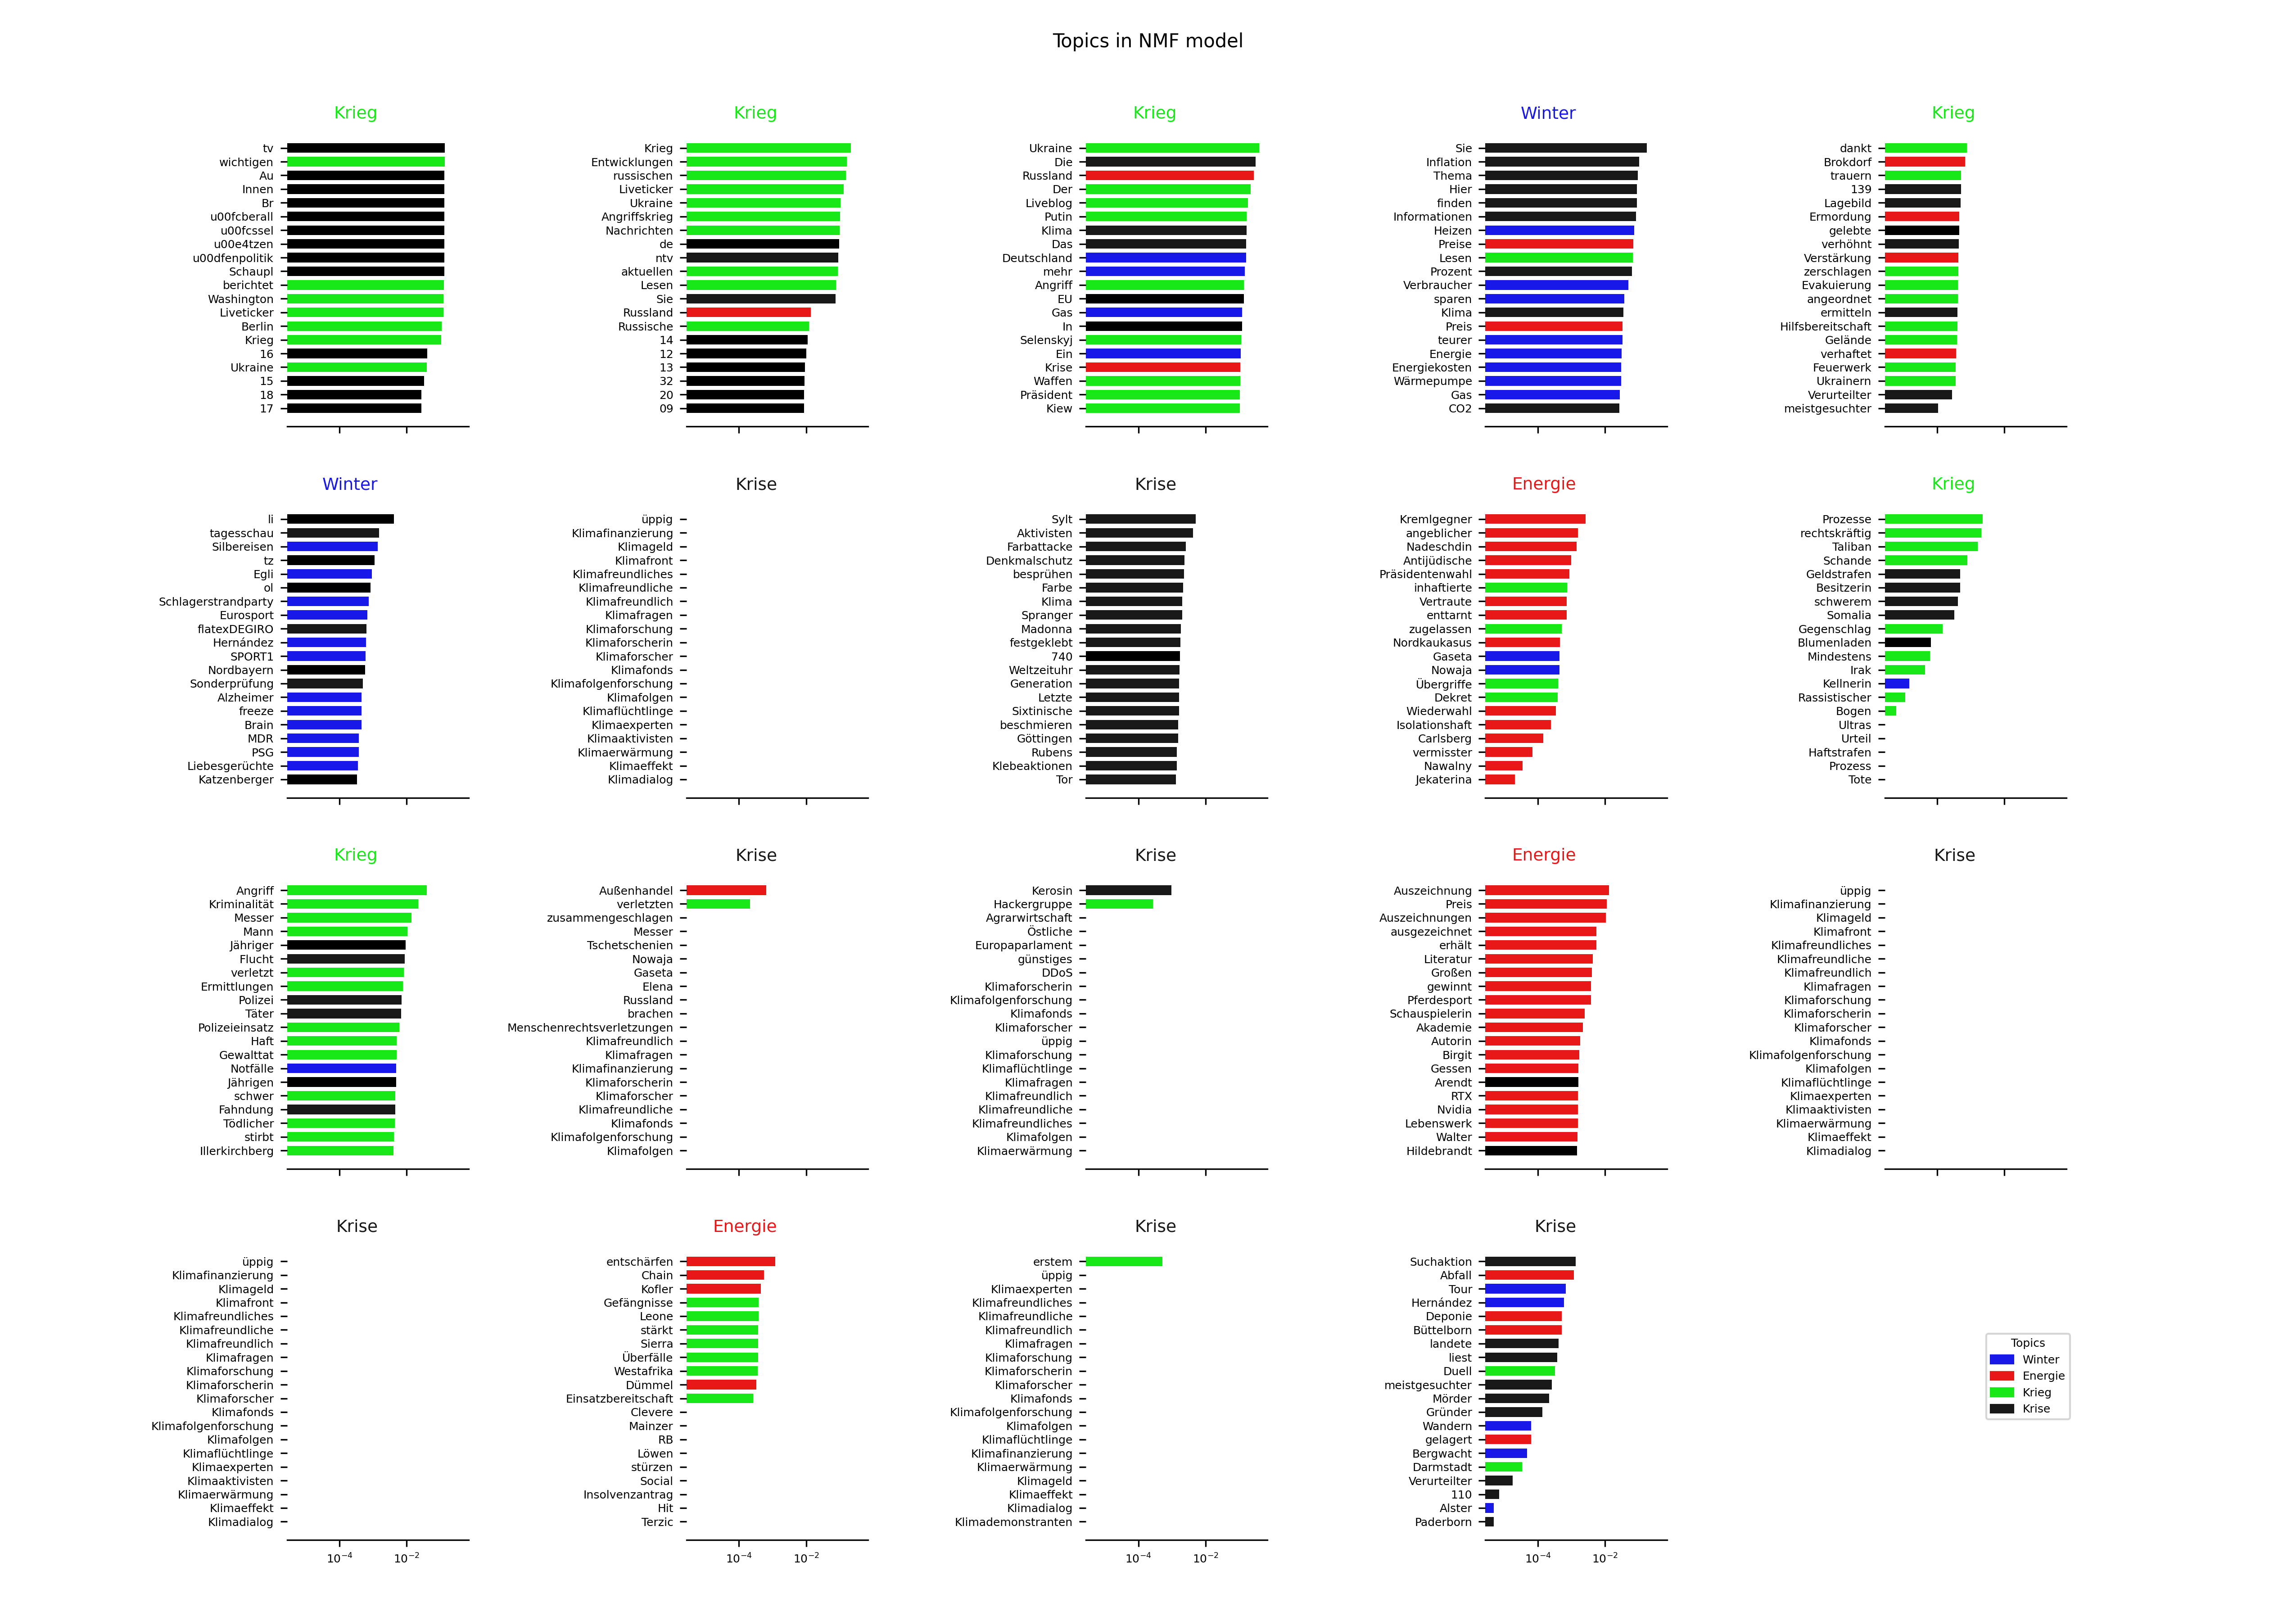 Topics in NMF model
Krieg
tv
wichtigen
Au
Innen
Br
u00fcberall
u00fcssel
u00e4tzen
u00dfenpolitik
Schaupl
berichtet
Washington
Liveticker
Berlin
Krieg
16
Ukraine
15
18
17
Krieg
Krieg
Entwicklungen
russischen
Liveticker
Ukraine
Angriffskrieg
Nachrichten
de
ntv
aktuellen
Lesen
Sie
Russland
Russische
14
12
13
32
20
09
Krieg
Ukraine
Die
Russland
Der
Liveblog
Putin
Klima
Das
Deutschland
mehr
Angriff
EU
Gas
In
Selenskyj
Ein
Krise
Waffen
Präsident
Kiew
Winter
Sie
Inflation
Thema
Hier
finden
Informationen
Heizen
Preise
Lesen
Prozent
Verbraucher
sparen
Klima
Preis
teurer
Energie
Energiekosten
Wärmepumpe
Gas
CO2
Krieg
dankt
Brokdorf
trauern
139
Lagebild
Ermordung
gelebte
verhöhnt
Verstärkung
zerschlagen
Evakuierung
angeordnet
ermitteln
Hilfsbereitschaft
Gelände
verhaftet
Feuerwerk
Ukrainern
Verurteilter
meistgesuchter
Winter
li
tagesschau
Silbereisen
tz
Egli
ol
Schlagerstrandparty
Eurosport
flatexDEGIRO
Hernández
SPORT1
Nordbayern
Sonderprüfung
Alzheimer
freeze
Brain
MDR
PSG
Liebesgerüchte
Katzenberger
Krise
üppig
Klimafinanzierung
Klimageld
Klimafront
Klimafreundliches
Klimafreundliche
Klimafreundlich
Klimafragen
Klimaforschung
Klimaforscherin
Klimaforscher
Klimafonds
Klimafolgenforschung
Klimafolgen
Klimaflüchtlinge
Klimaexperten
Klimaaktivisten
Klimaerwärmung
Klimaeffekt
Klimadialog
Krise
Sylt
Aktivisten
Farbattacke
Denkmalschutz
besprühen
Farbe
Klima
Spranger
Madonna
festgeklebt
740
Weltzeituhr
Generation
Letzte
Sixtinische
beschmieren
Göttingen
Rubens
Klebeaktionen
Tor
Energie
Kremlgegner
angeblicher
Nadeschdin
Antijüdische
Präsidentenwahl
inhaftierte
Vertraute
enttarnt
zugelassen
Nordkaukasus
Gaseta
Nowaja
Übergriffe
Dekret
Wiederwahl
Isolationshaft
Carlsberg
vermisster
Nawalny
Jekaterina
Krieg
Prozesse
rechtskräftig
Taliban
Schande
Geldstrafen
Besitzerin
schwerem
Somalia
Gegenschlag
Blumenladen
Mindestens
Irak
Kellnerin
Rassistischer
Bogen
Ultras
Urteil
Haftstrafen
Prozess
Tote
Krieg
Angriff
Kriminalität
Messer
Mann
Jähriger
Flucht
verletzt
Ermittlungen
Polizei
Täter
Polizeieinsatz
Haft
Gewalttat
Notfälle
Jährigen
schwer
Fahndung
Tödlicher
stirbt
Illerkirchberg
Krise
Außenhandel
verletzten
zusammengeschlagen
Messer
Tschetschenien
Nowaja
Gaseta
Elena
Russland
brachen
Menschenrechtsverletzungen
Klimafreundlich
Klimafragen
Klimafinanzierung
Klimaforscherin
Klimaforscher
Klimafreundliche
Klimafonds
Klimafolgenforschung
Klimafolgen
Krise
Kerosin
Hackergruppe
Agrarwirtschaft
Östliche
Europaparlament
günstiges
DDoS
Klimaforscherin
Klimafolgenforschung
Klimafonds
Klimaforscher
üppig
Klimaforschung
Klimaflüchtlinge
Klimafragen
Klimafreundlich
Klimafreundliche
Klimafreundliches
Klimafolgen
Klimaerwärmung
Energie
Auszeichnung
Preis
Auszeichnungen
ausgezeichnet
erhält
Literatur
Großen
gewinnt
Pferdesport
Schauspielerin
Akademie
Autorin
Birgit
Gessen
Arendt
RTX
Nvidia
Lebenswerk
Walter
Hildebrandt
Krise
üppig
Klimafinanzierung
Klimageld
Klimafront
Klimafreundliches
Klimafreundliche
Klimafreundlich
Klimafragen
Klimaforschung
Klimaforscherin
Klimaforscher
Klimafonds
Klimafolgenforschung
Klimafolgen
Klimaflüchtlinge
Klimaexperten
Klimaaktivisten
Klimaerwärmung
Klimaeffekt
Klimadialog
Krise
üppig
Klimafinanzierung
Klimageld
Klimafront
Klimafreundliches
Klimafreundliche
Klimafreundlich
Klimafragen
Klimaforschung
Klimaforscherin
Klimaforscher
Klimafonds
Klimafolgenforschung
Klimafolgen
Klimaflüchtlinge
Klimaexperten
Klimaaktivisten
Klimaerwärmung
Klimaeffekt
Klimadialog
10⁻⁴ 10⁻²
Energie
entschärfen
Chain
Kofler
Gefängnisse
Leone
stärkt
Sierra
Überfälle
Westafrika
Dümmel
Einsatzbereitschaft
Clevere
Mainzer
RB
Löwen
stürzen
Social
Insolvenzantrag
Hit
Terzic
10⁻⁴ 10⁻²
Krise
erstem
üppig
Klimaexperten
Klimafreundliches
Klimafreundliche
Klimafreundlich
Klimafragen
Klimaforschung
Klimaforscherin
Klimaforscher
Klimafonds
Klimafolgenforschung
Klimafolgen
Klimaflüchtlinge
Klimafinanzierung
Klimaerwärmung
Klimageld
Klimaeffekt
Klimadialog
Klimademonstranten
10⁻⁴ 10⁻²
Krise
Suchaktion
Abfall
Tour
Hernández
Deponie
Büttelborn
landete
liest
Duell
meistgesuchter
Mörder
Gründer
Wandern
gelagert
Bergwacht
Darmstadt
Verurteilter
110
Alster
Paderborn
10⁻⁴ 10⁻²
Topics
Winter
Energie
Krieg
Krise